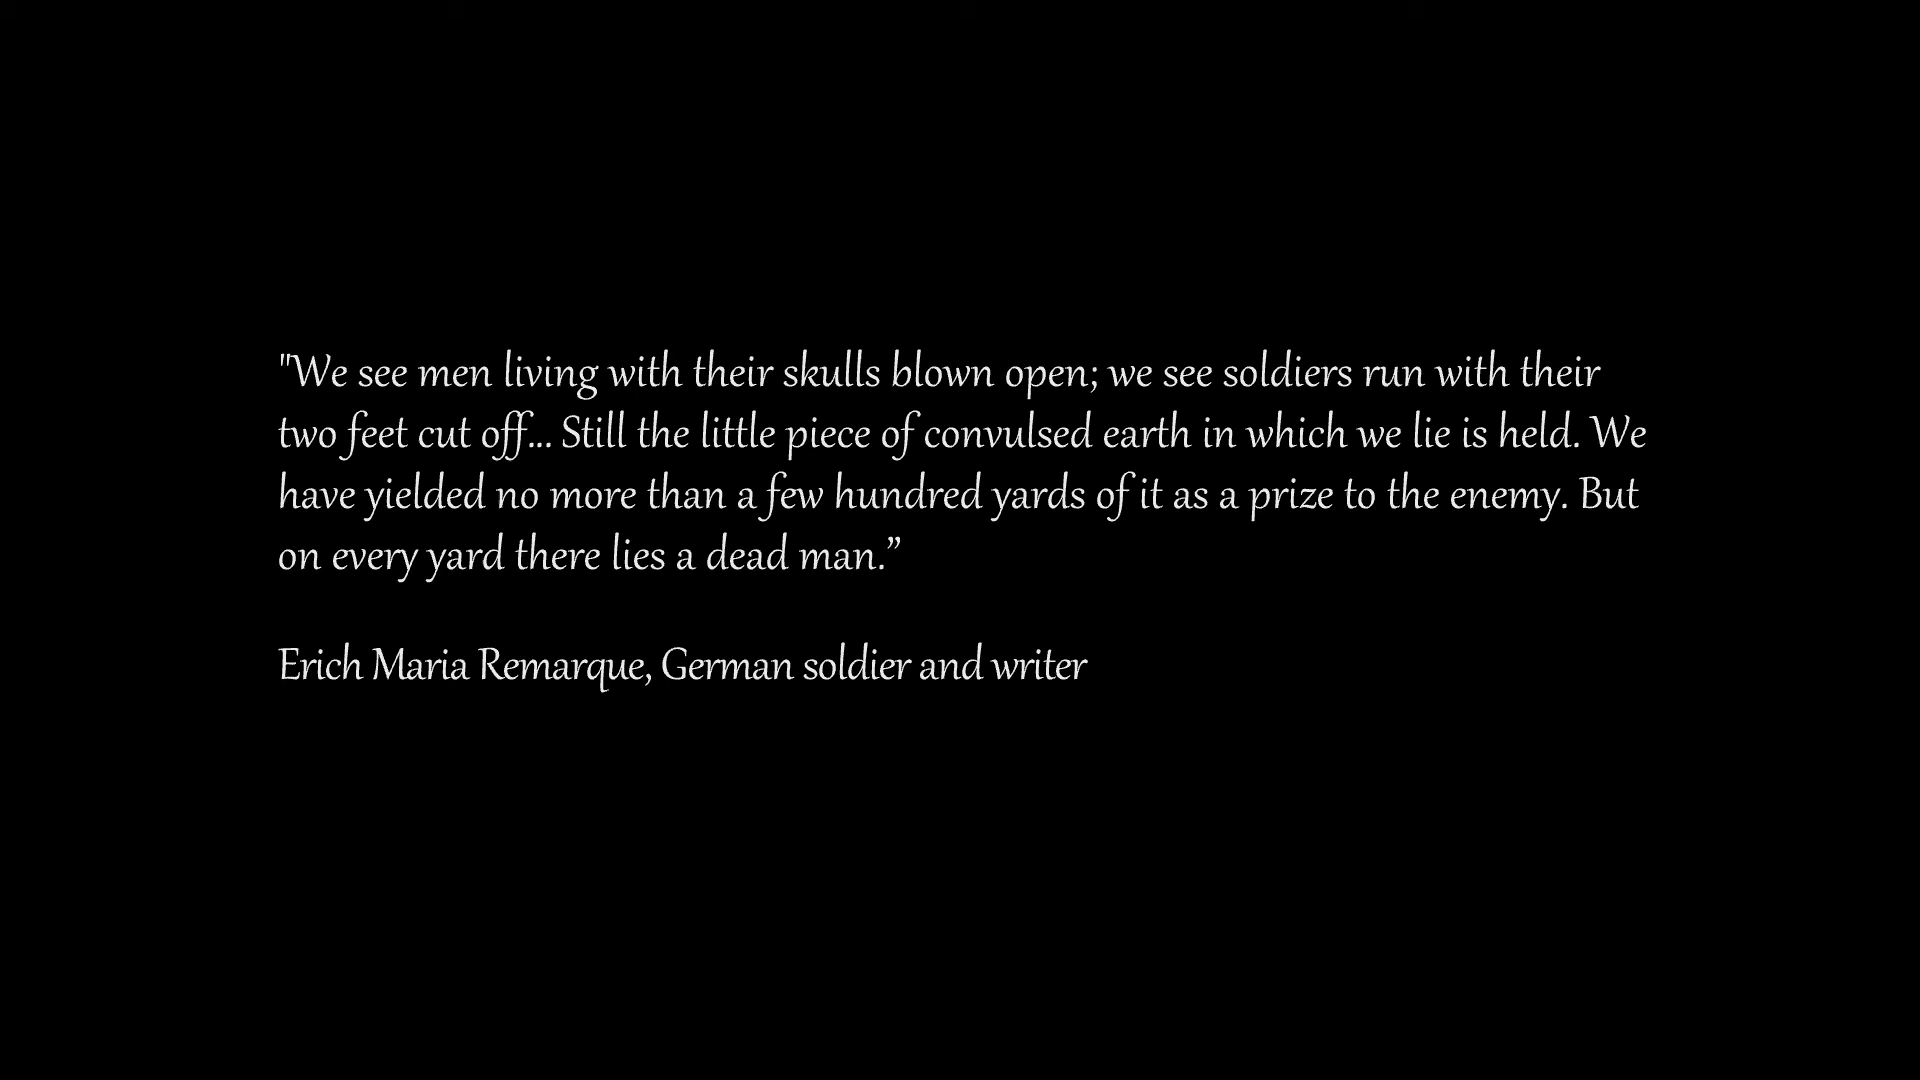 "We see men living with their skulls blown open; we see soldiers run with their
two feet cut off... Still the little piece of convulsed earth in which we lie is held. We
have yielded no more than a few hundred yards of it as a prize to the enemy. But
on every yard there lies a dead man.”
Erich Maria Remarque, German soldier and writer